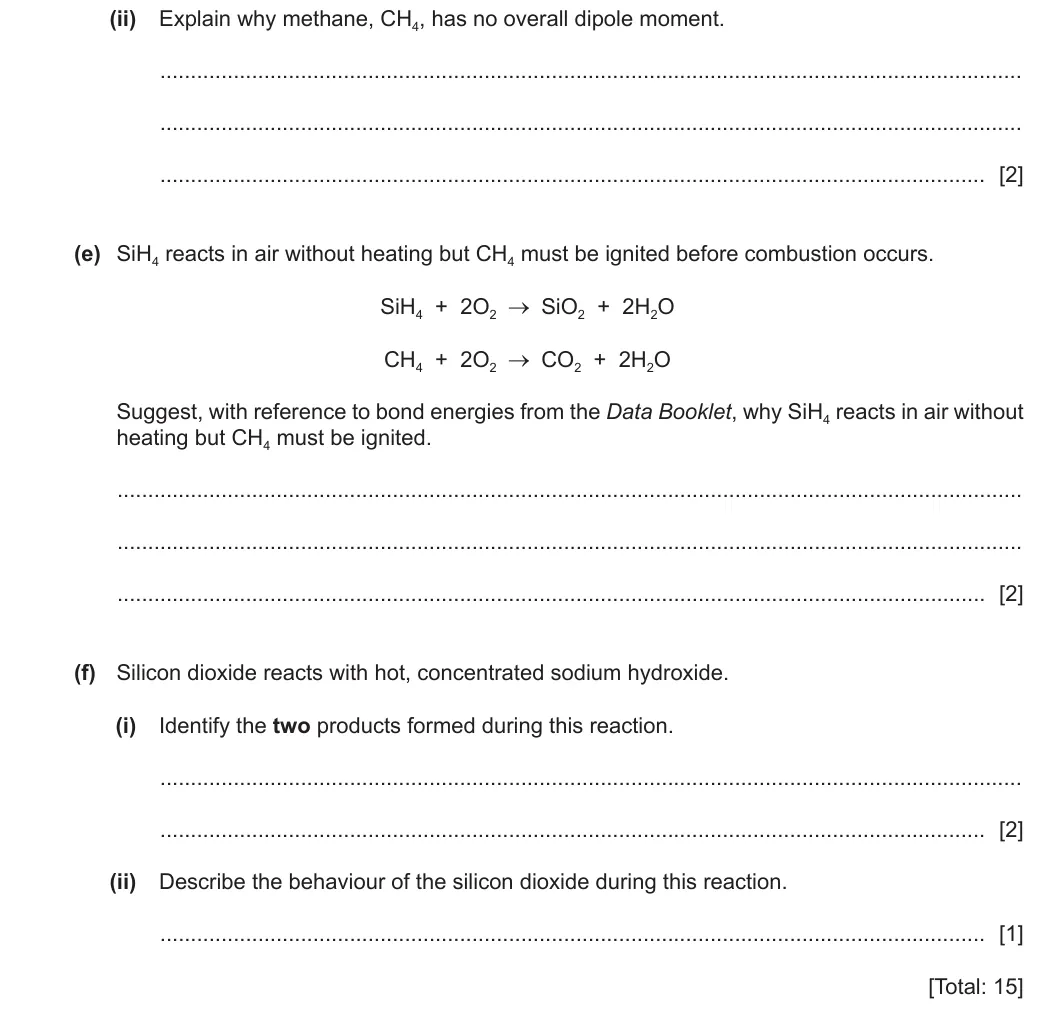 (ii) Explain why methane, CH₄, has no overall dipole moment.
..........................................................................................................................................
..........................................................................................................................................
.................................................................................................................................... [2]
(e) SiH₄ reacts in air without heating but CH₄ must be ignited before combustion occurs.
SiH₄ + 2O₂ → SiO₂ + 2H₂O
CH₄ + 2O₂ → CO₂ + 2H₂O
Suggest, with reference to bond energies from the Data Booklet, why SiH₄ reacts in air without
heating but CH₄ must be ignited.
..........................................................................................................................................
..........................................................................................................................................
.................................................................................................................................... [2]
(f) Silicon dioxide reacts with hot, concentrated sodium hydroxide.
(i) Identify the two products formed during this reaction.
..........................................................................................................................................
.................................................................................................................................... [2]
(ii) Describe the behaviour of the silicon dioxide during this reaction.
.................................................................................................................................... [1]
[Total: 15]